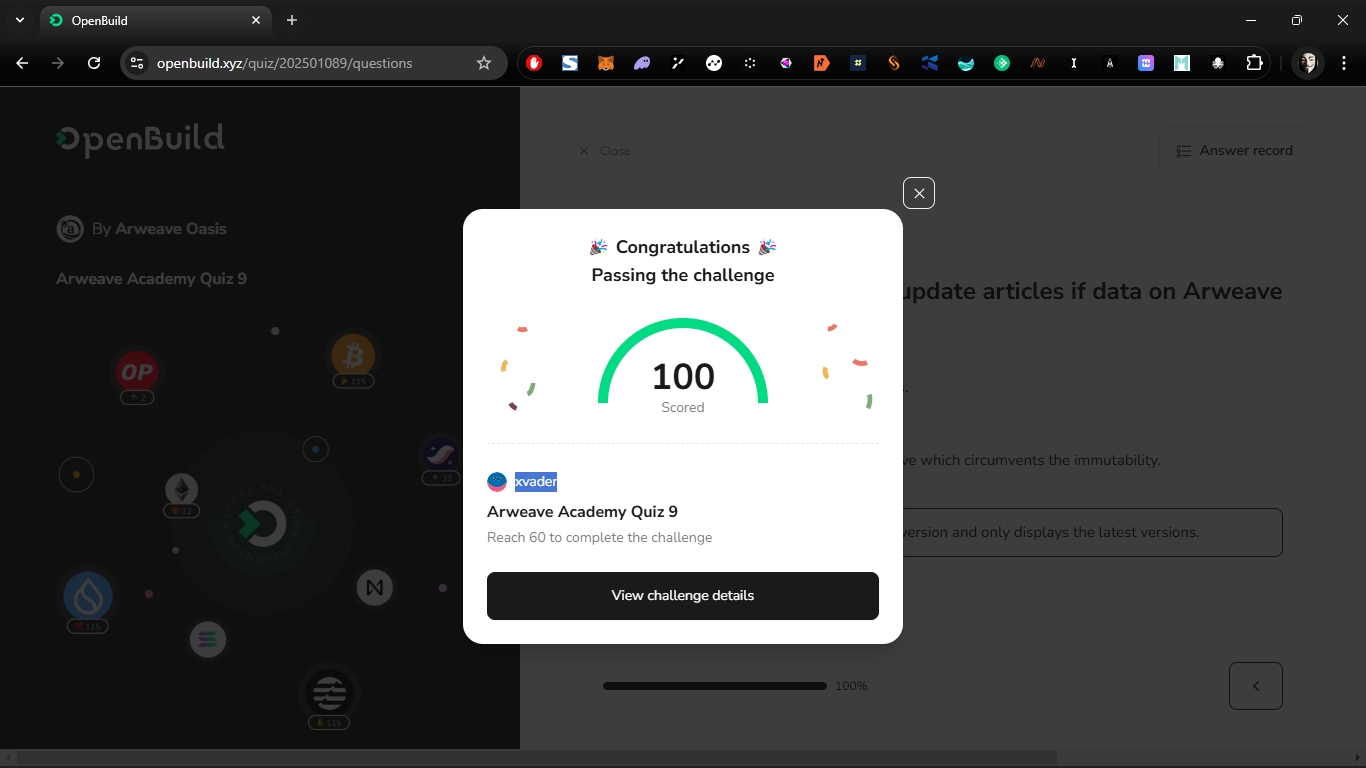 OpenBuild
openbuild.xyz/quiz/202501089/questions
OpenBuild
Close
Answer record
By Arweave Oasis
Arweave Academy Quiz 9
🎉 Congratulations 🎉
Passing the challenge
update articles if data on Arweave
100
Scored
OP
2
115
ve which circumvents the immutability.
32
22
xvader
Arweave Academy Quiz 9
Reach 60 to complete the challenge
version and only displays the latest versions.
View challenge details
115
100%
115